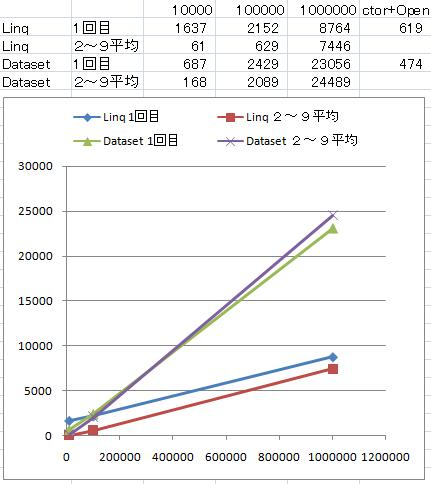 10000 100000 1000000 ctor+Open
Linq 1回目 1637 2152 8764 619
Linq 2～9平均 61 629 7446
Dataset 1回目 687 2429 23056 474
Dataset 2～9平均 168 2089 24489
Linq 1回目 Linq ２～９平均
Dataset 1回目 Dataset ２～９平均
30000
25000
20000
15000
10000
5000
0
0 200000 400000 600000 800000 1000000 1200000